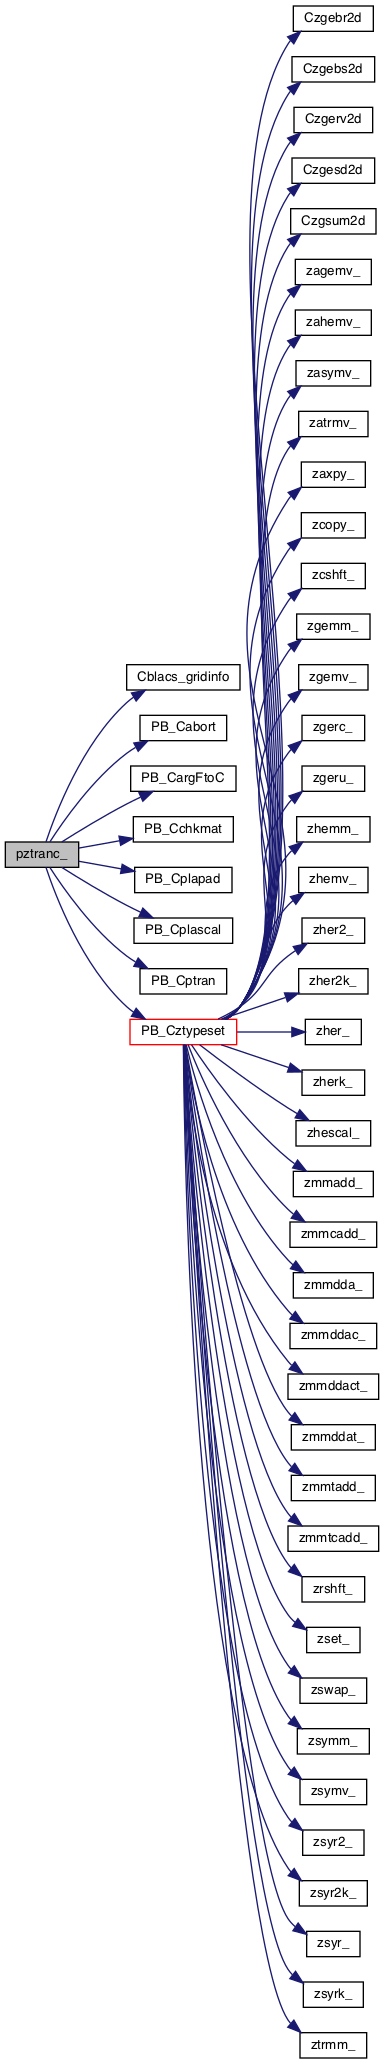 Czgebr2d
Czgebs2d
Czgerv2d
Czgesd2d
Czgsum2d
zagemv_
zahemv_
zasymv_
zatrmv_
zaxpy_
zcopy_
zcshft_
zgemm_
zgemv_
Cblacs_gridinfo
zgerc_
PB_Cabort
zgeru_
PB_CargFtoC
zhemm_
PB_Cchkmat
pztranc_
zhemv_
PB_Cplapad
zher2_
PB_Cplascal
zher2k_
PB_Cptran
zher_
PB_Cztypeset
zherk_
zhescal_
zmmadd_
zmmcadd_
zmmdda_
zmmddac_
zmmddact_
zmmddat_
zmmtadd_
zmmtcadd_
zrshft_
zset_
zswap_
zsymm_
zsymv_
zsyr2_
zsyr2k_
zsyr_
zsyrk_
ztrmm_